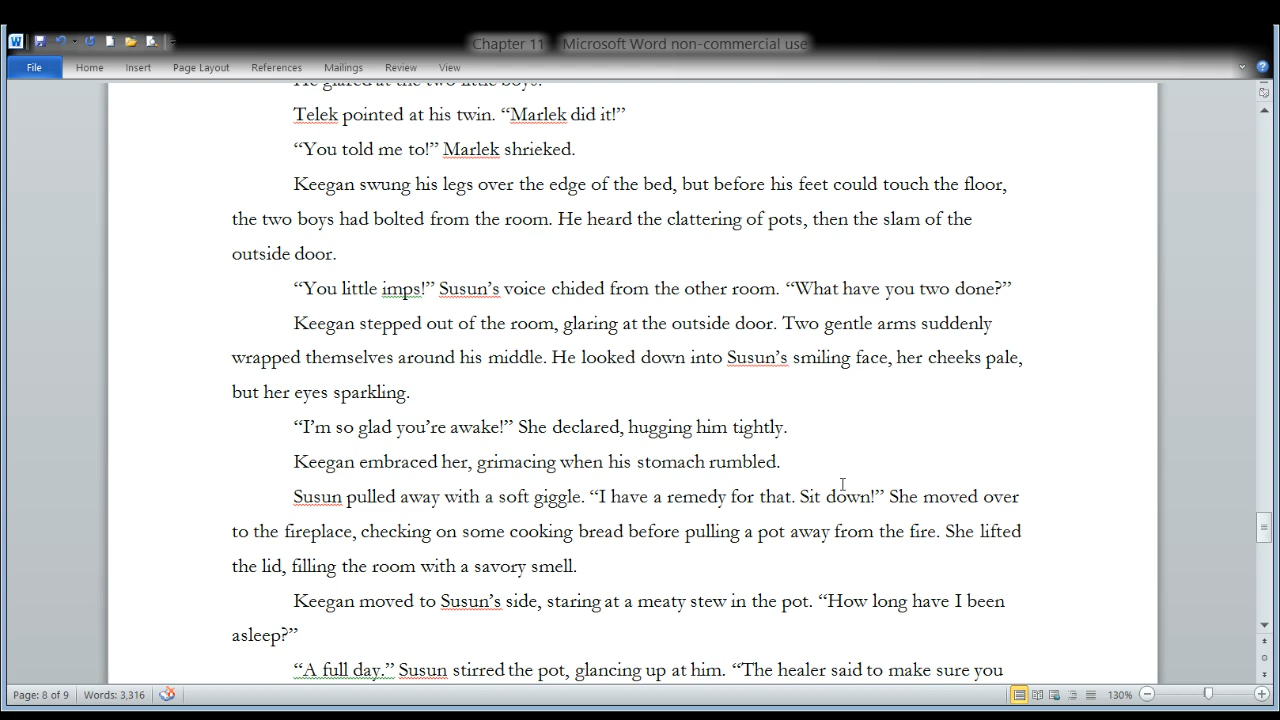 Chapter 11 Microsoft Word non-commercial use
File Home Insert Page Layout References Mailings Review View
He glared at the two little boys.
Telek pointed at his twin. “Marlek did it!”
“You told me to!” Marlek shrieked.
Keegan swung his legs over the edge of the bed, but before his feet could touch the floor,
the two boys had bolted from the room. He heard the clattering of pots, then the slam of the
outside door.
“You little imps!” Susun’s voice chided from the other room. “What have you two done?”
Keegan stepped out of the room, glaring at the outside door. Two gentle arms suddenly
wrapped themselves around his middle. He looked down into Susun’s smiling face, her cheeks pale,
but her eyes sparkling.
“I’m so glad you’re awake!” She declared, hugging him tightly.
Keegan embraced her, grimacing when his stomach rumbled.
Susun pulled away with a soft giggle. “I have a remedy for that. Sit down!” She moved over
to the fireplace, checking on some cooking bread before pulling a pot away from the fire. She lifted
the lid, filling the room with a savory smell.
Keegan moved to Susun’s side, staring at a meaty stew in the pot. “How long have I been
asleep?”
“A full day.” Susun stirred the pot, glancing up at him. “The healer said to make sure you
Page: 8 of 9 Words: 3,316 130%